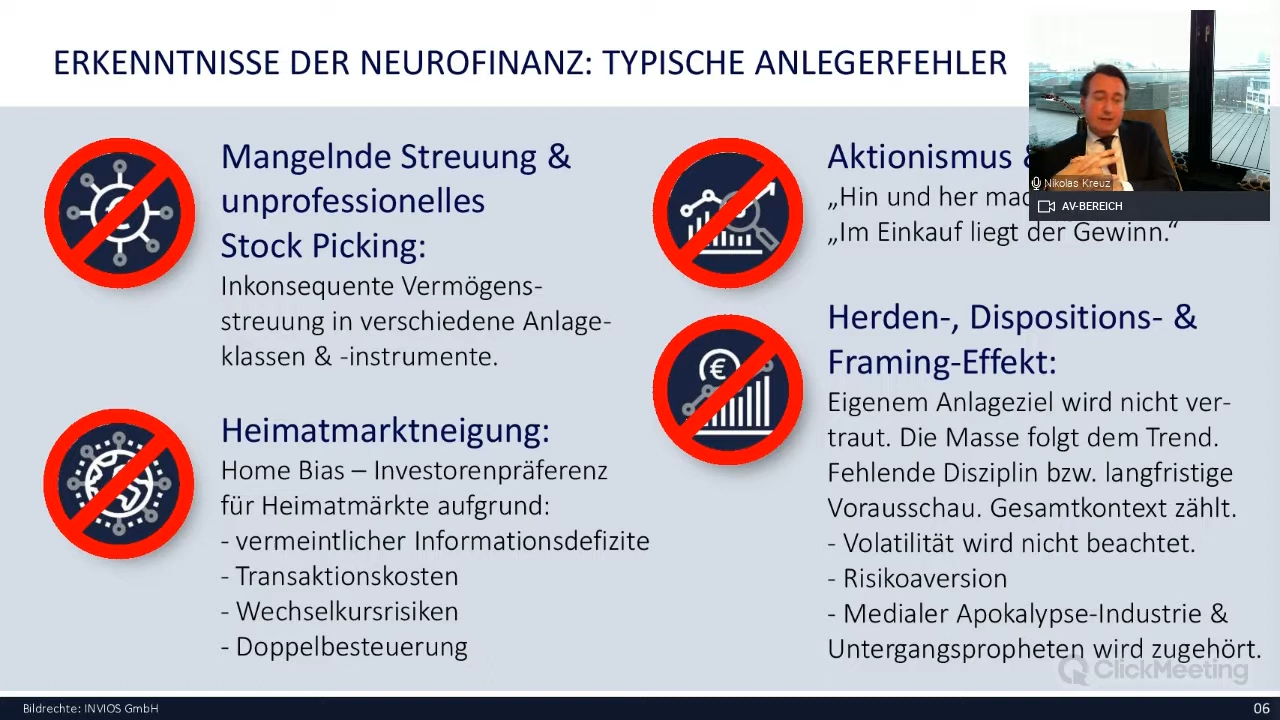 ERKENNTNISSE DER NEUROFINANZ: TYPISCHE ANLEGERFEHLER
Mangelnde Streuung &
unprofessionelles
Stock Picking:
Inkonsequente Vermögens-
streuung in verschiedene Anlage-
klassen & -instrumente.
Heimatmarktneigung:
Home Bias – Investorenpräferenz
für Heimatmärkte aufgrund:
- vermeintlicher Informationsdefizite
- Transaktionskosten
- Wechselkursrisiken
- Doppelbesteuerung
Aktionismus &
„Hin und her
„Im Einkauf liegt der Gewinn.“
€
Herden-, Dispositions- &
Framing-Effekt:
Eigenem Anlageziel wird nicht ver-
traut. Die Masse folgt dem Trend.
Fehlende Disziplin bzw. langfristige
Vorausschau. Gesamtkontext zählt.
- Volatilität wird nicht beachtet.
- Risikoaversion
- Medialer Apokalypse-Industrie &
Untergangspropheten wird zugehört.
Nikolas Kreuz
AV-BEREICH
ClickMeeting
Bildrechte: INVIOS GmbH
06